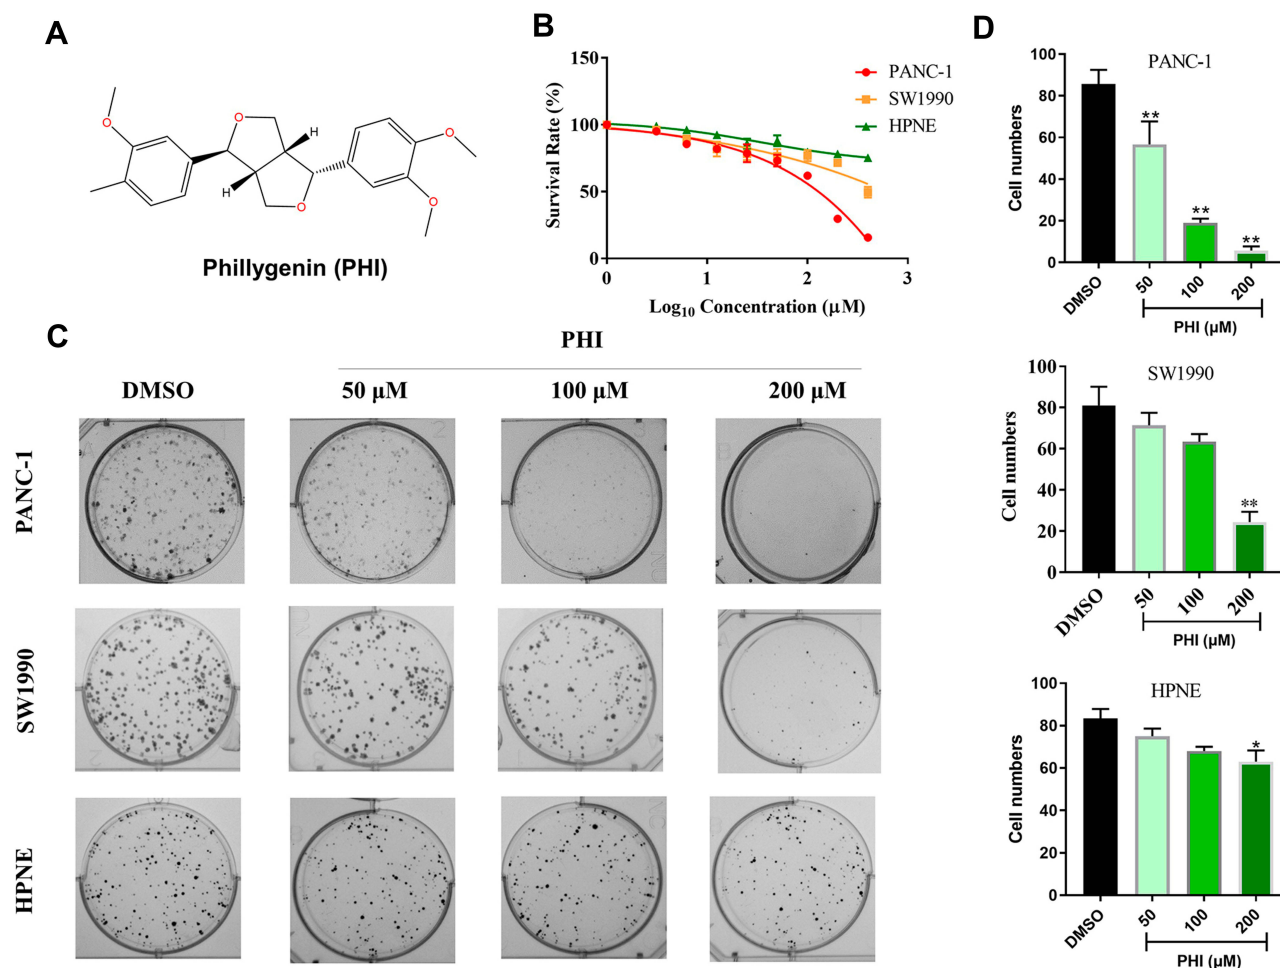 A
O
O
H
H
O
O
O
Phillygenin (PHI)
B
150
100
50
0
0
1
2
3
Survival Rate (%)
Log10 Concentration (μM)
PANC-1
SW1990
HPNE
C
PHI
DMSO
50 μM
100 μM
200 μM
PANC-1
SW1990
HPNE
D
PANC-1
Cell numbers
100
80
60
40
20
0
**
**
**
DMSO
50
100
200
PHI (μM)
SW1990
Cell numbers
100
80
60
40
20
0
**
DMSO
50
100
200
PHI (μM)
HPNE
Cell numbers
100
80
60
40
20
0
*
DMSO
50
100
200
PHI (μM)